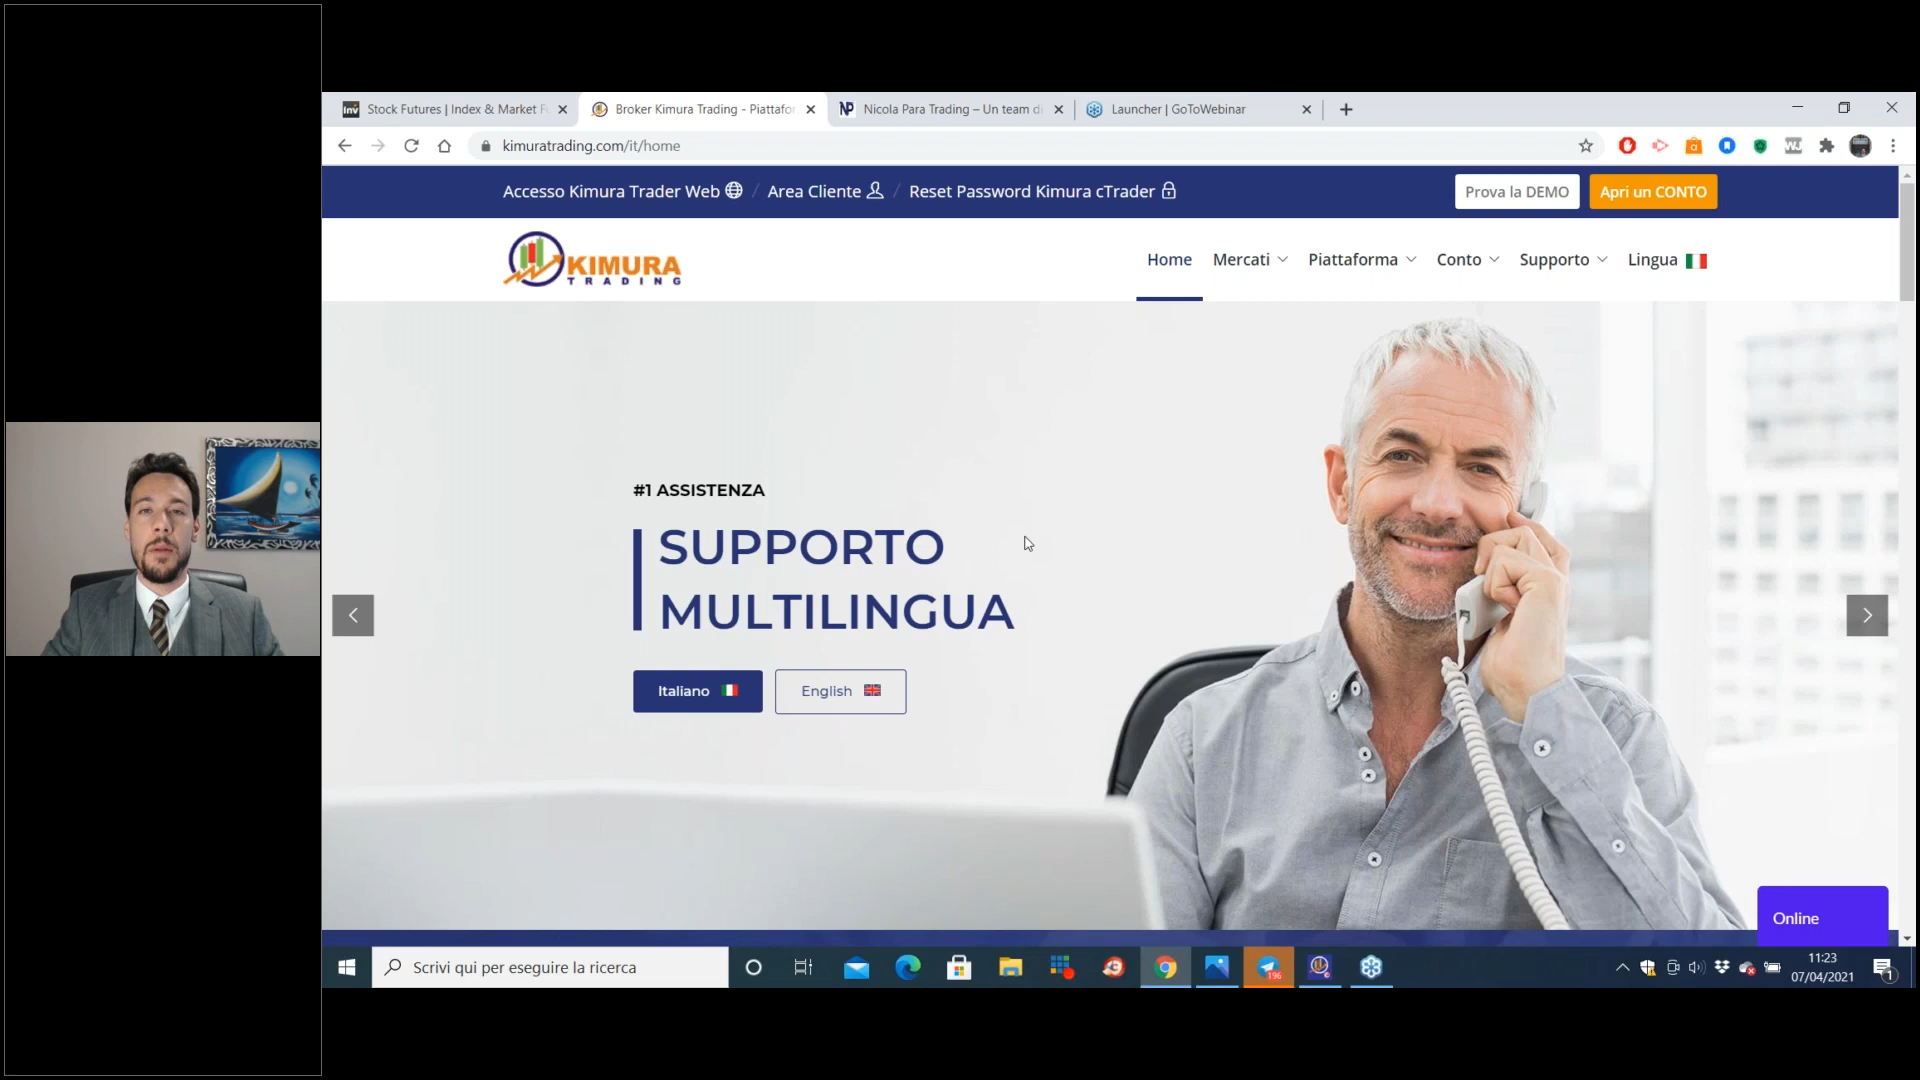 Stock Futures | Index & Market F
Broker Kimura Trading - Piattafor
Nicola Para Trading – Un team di
Launcher | GoToWebinar
kimuratrading.com/it/home
Accesso Kimura Trader Web / Area Cliente / Reset Password Kimura cTrader
Prova la DEMO
Apri un CONTO
KIMURA
TRADING
Home
Mercati
Piattaforma
Conto
Supporto
Lingua
#1 ASSISTENZA
SUPPORTO
MULTILINGUA
Italiano
English
Online
Scrivi qui per eseguire la ricerca
196
11:23
07/04/2021
1